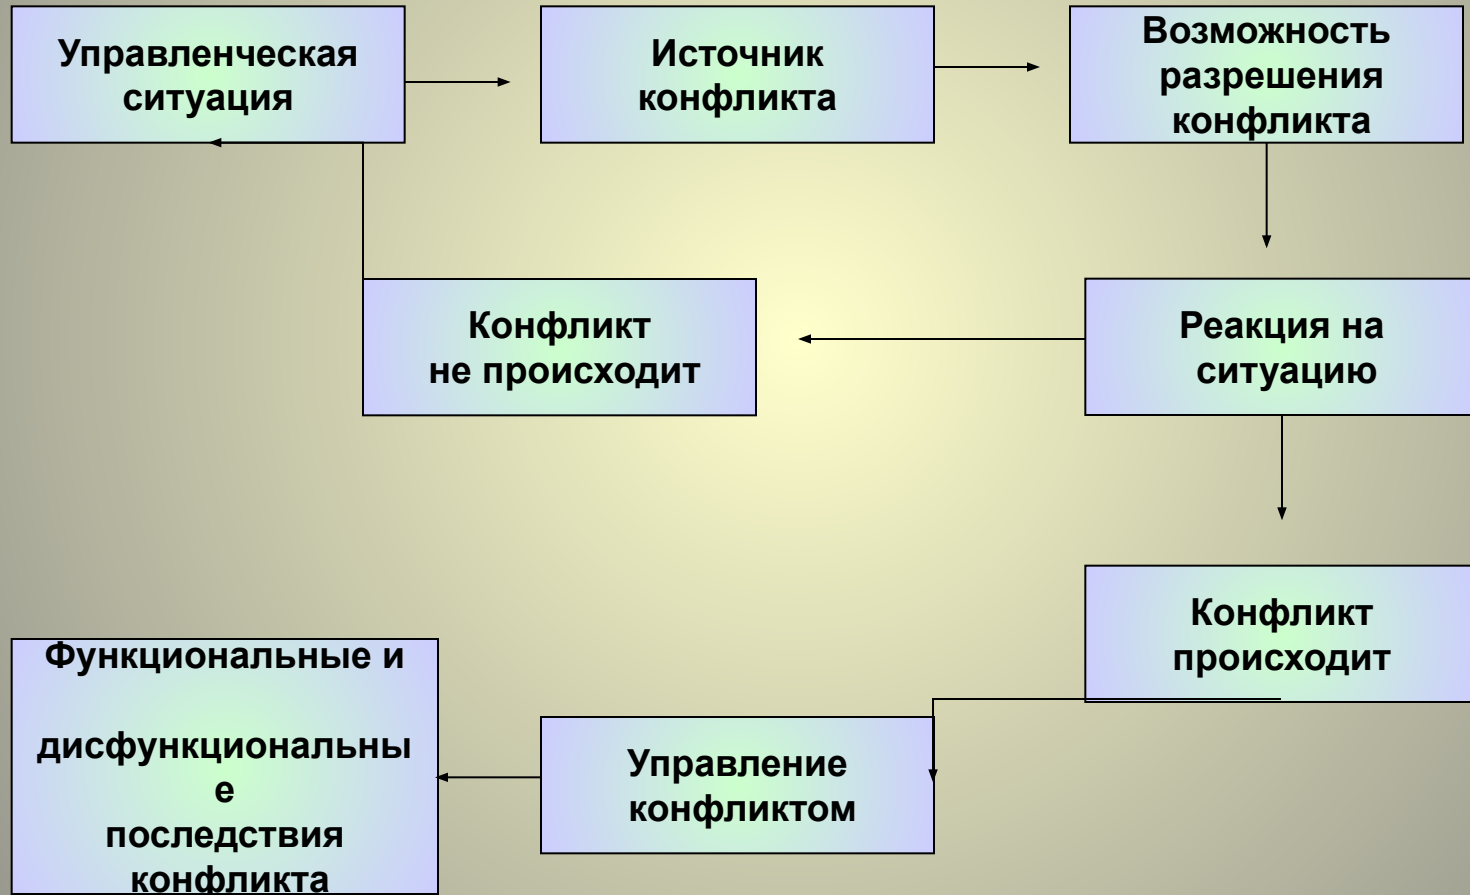 Управленческая
ситуация
Источник
конфликта
Возможность
разрешения
конфликта
Конфликт
не происходит
Реакция на
ситуацию
Конфликт
происходит
Функциональные и
дисфункциональны
е
последствия
конфликта
Управление
конфликтом